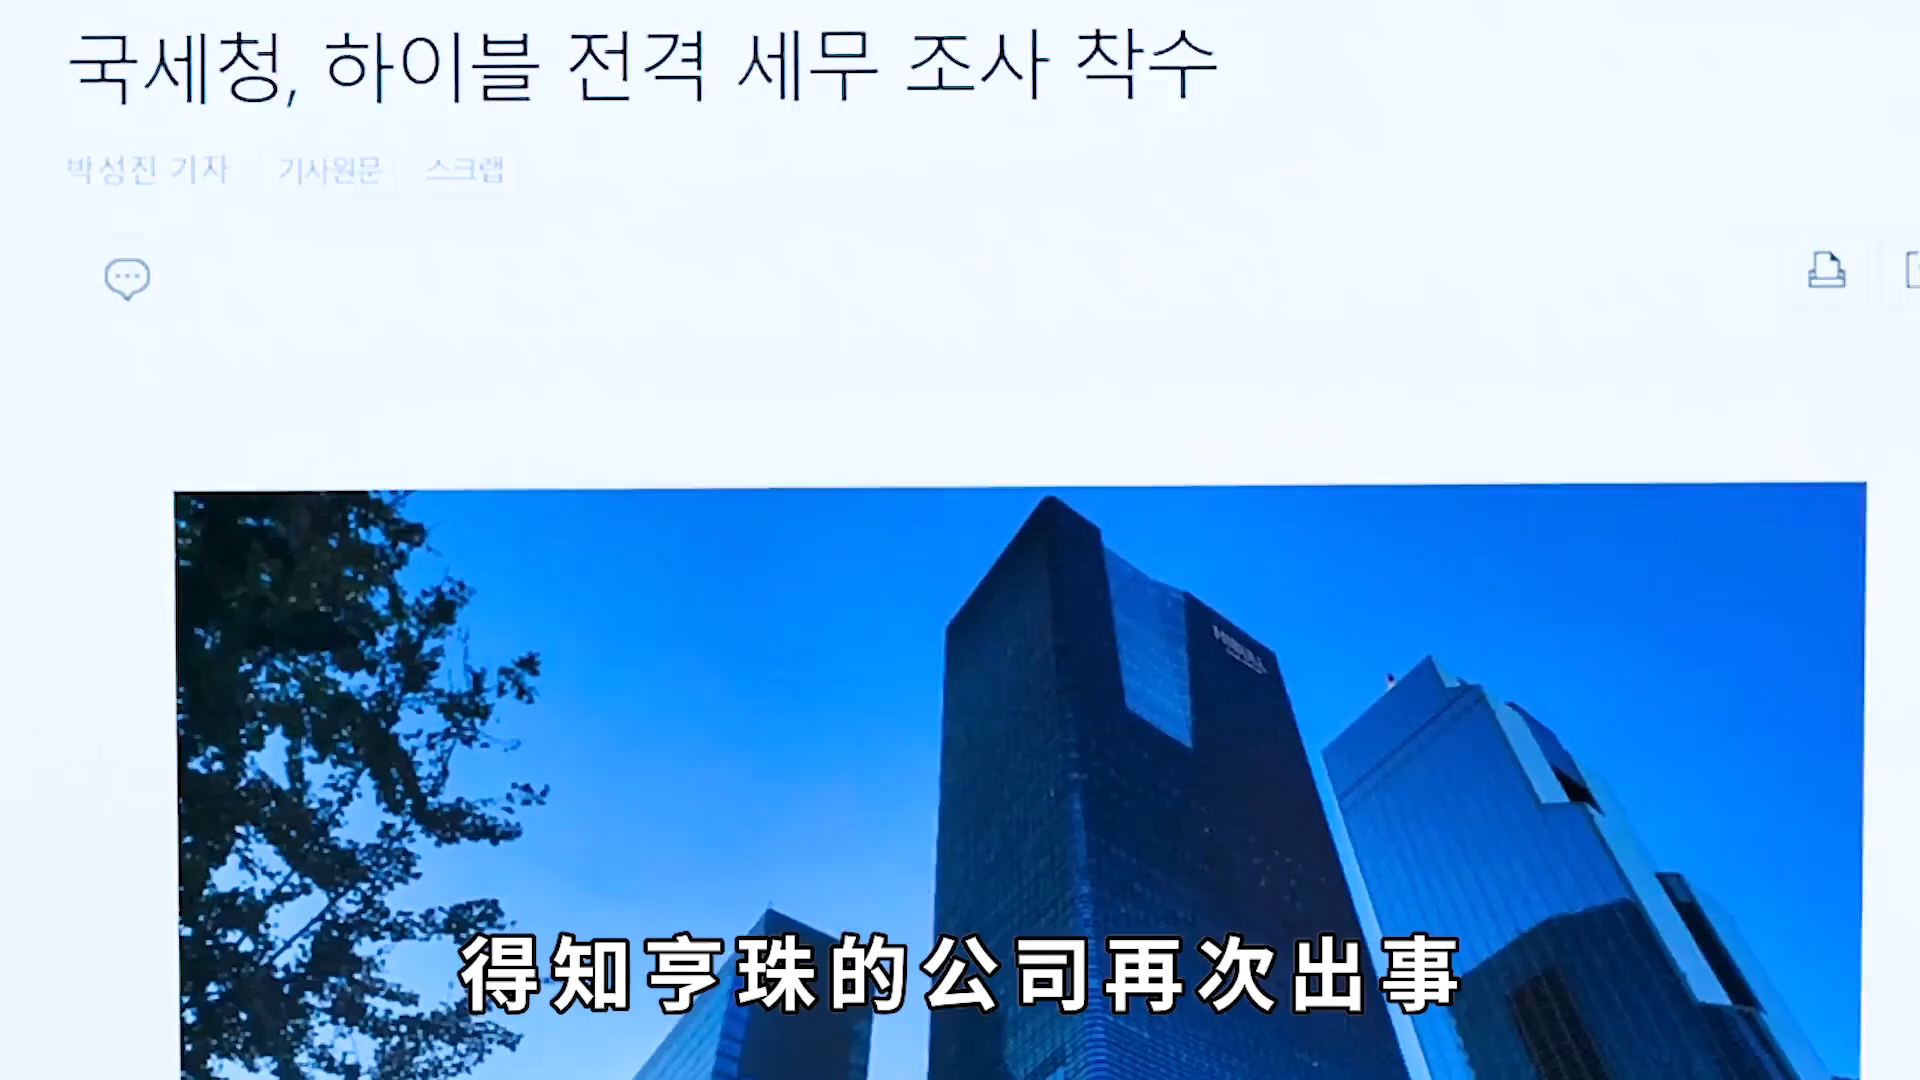 국세청, 하이블 전격 세무 조사 착수
박성진 기자 기사원문 스크랩
得知亨珠的公司再次出事